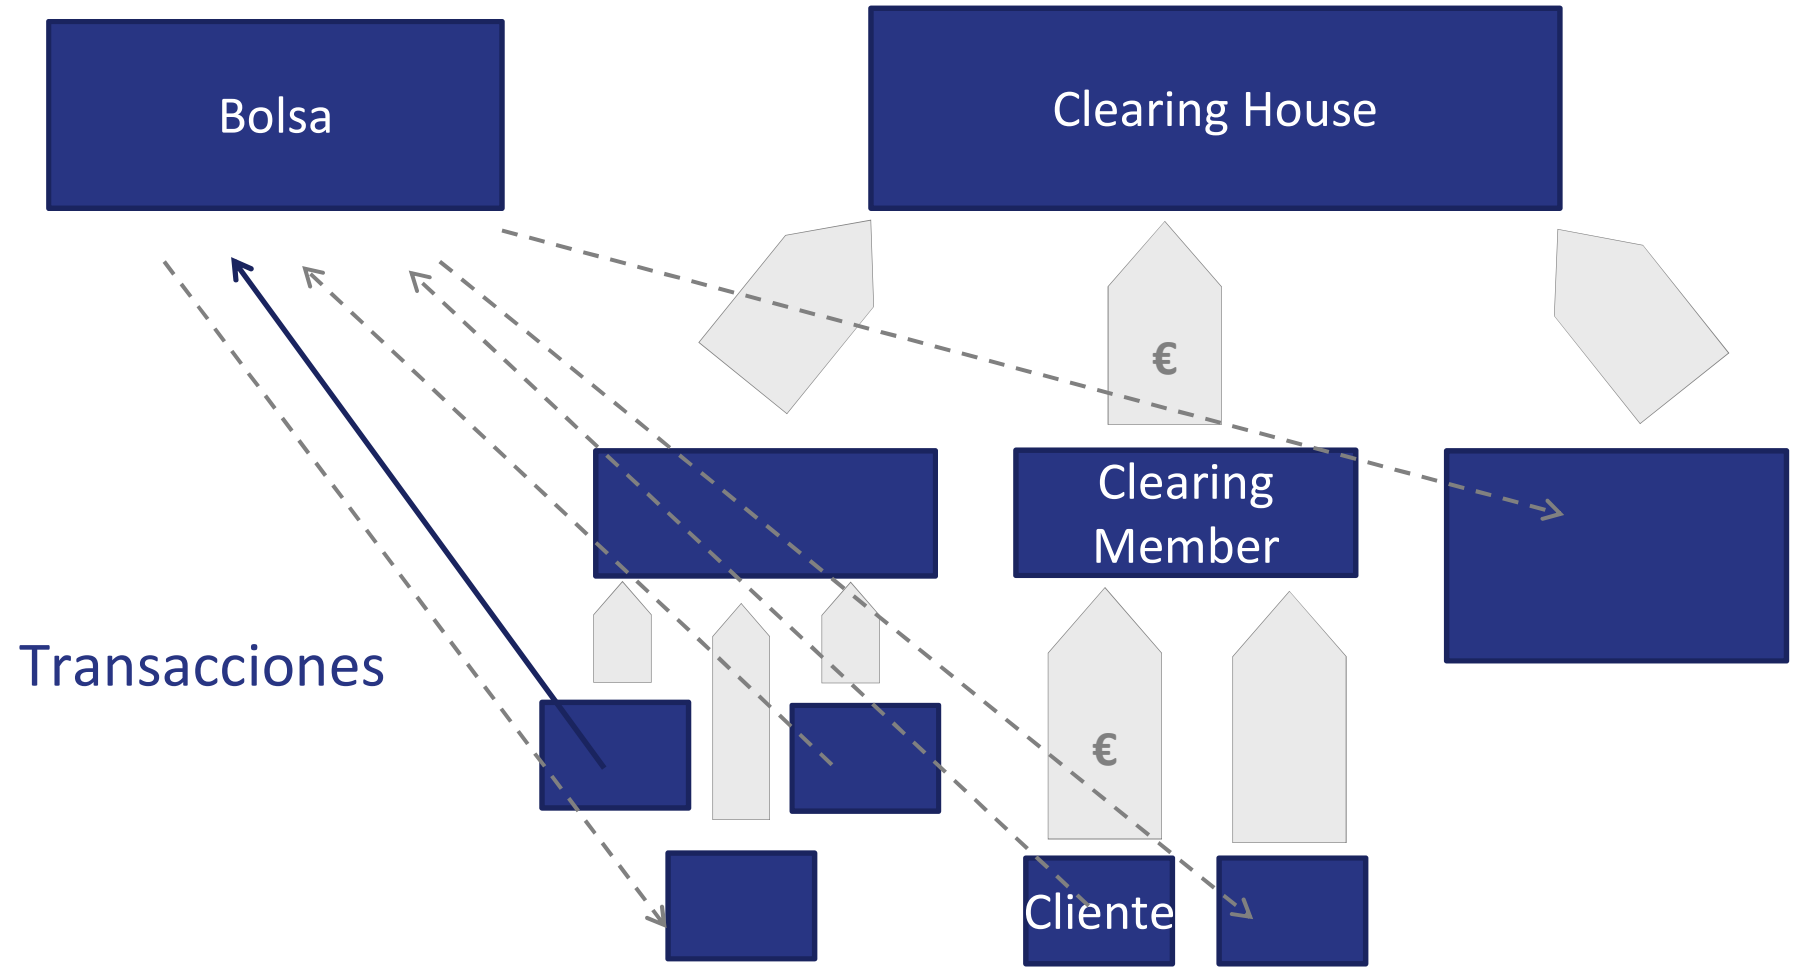 Bolsa
Clearing House
€
Clearing
Member
Transacciones
€
Cliente